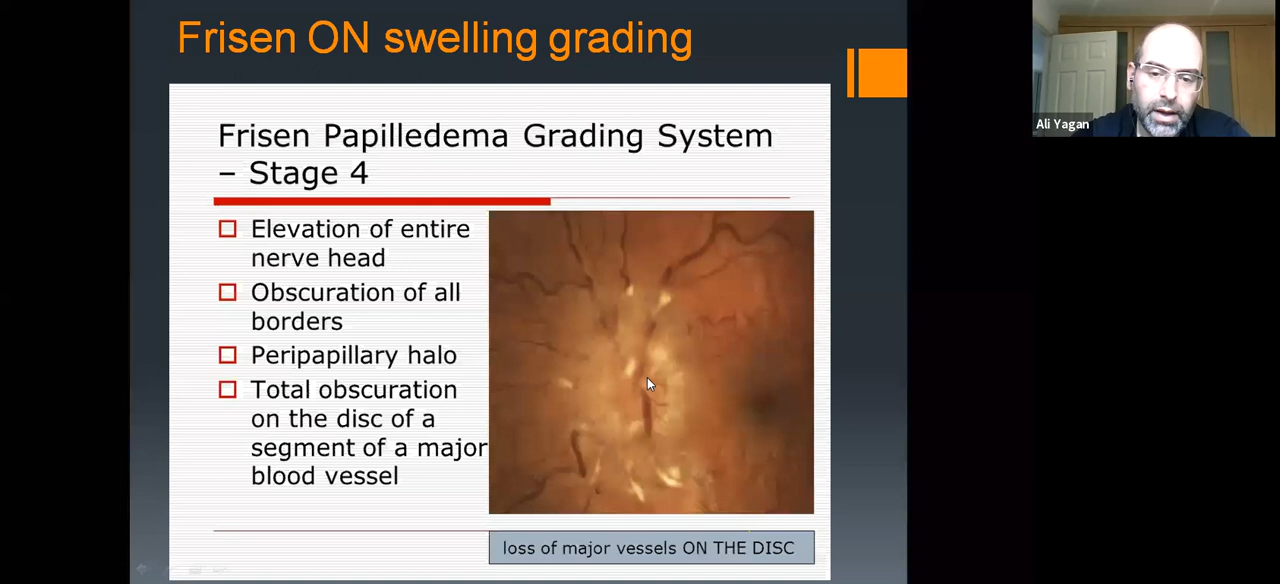 Frisen ON swelling grading
Frisen Papilledema Grading System
– Stage 4
Elevation of entire
nerve head
Obscuration of all
borders
Peripapillary halo
Total obscuration
on the disc of a
segment of a major
blood vessel
loss of major vessels ON THE DISC
Ali Yagan